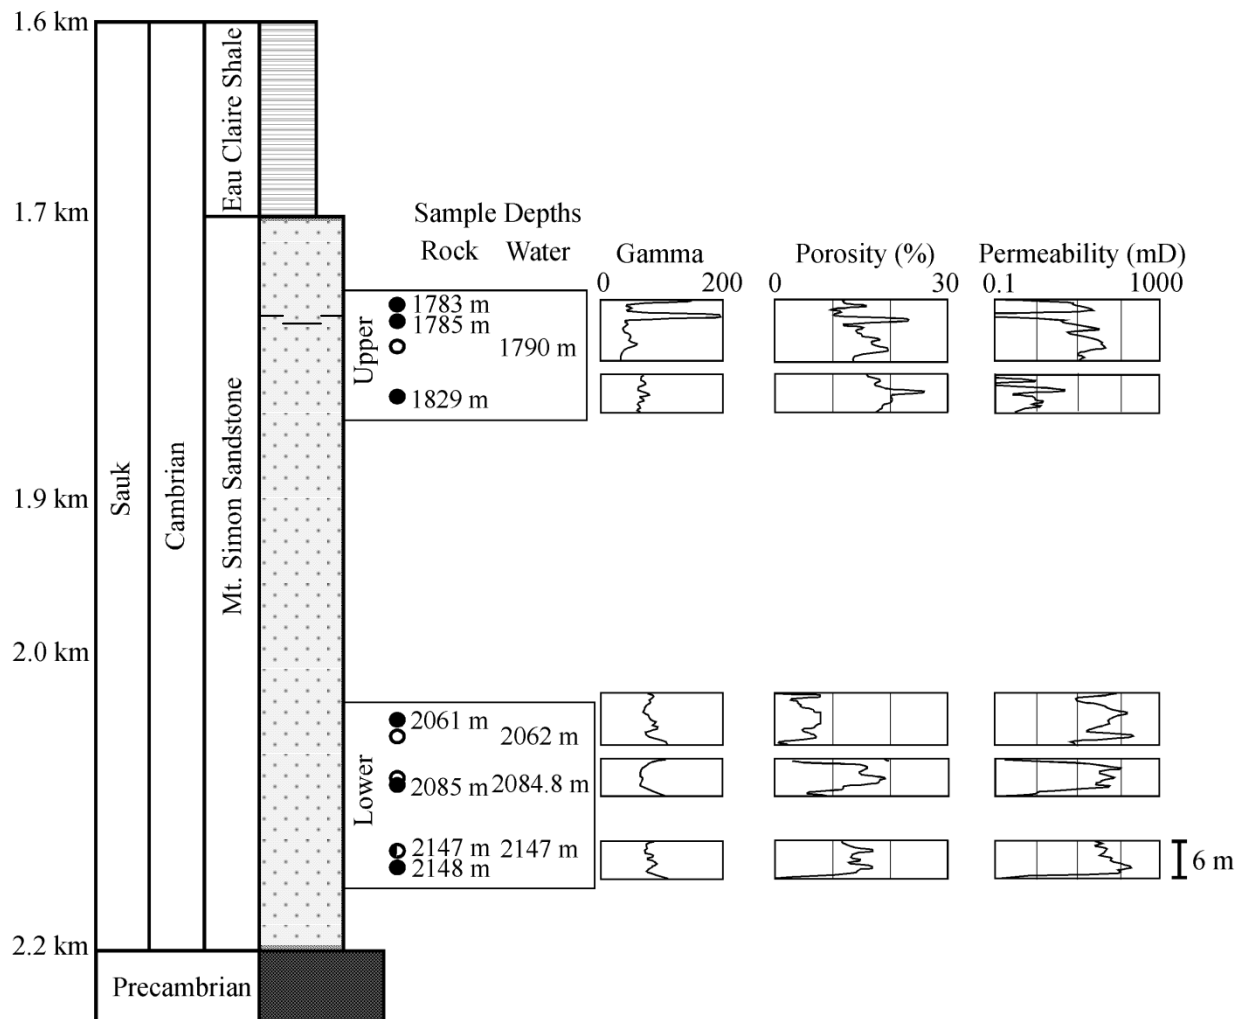 1.6 km
Eau Claire Shale
1.7 km
Sample Depths
Rock Water
Gamma Porosity (%) Permeability (mD)
0 200 0 30 0.1 1000
Upper
1783 m
1785 m
1790 m
1829 m
1.9 km
Sauk
Cambrian
Mt. Simon Sandstone
2.0 km
Lower
2061 m
2062 m
2085 m 2084.8 m
2147 m 2147 m
2148 m
6 m
2.2 km
Precambrian